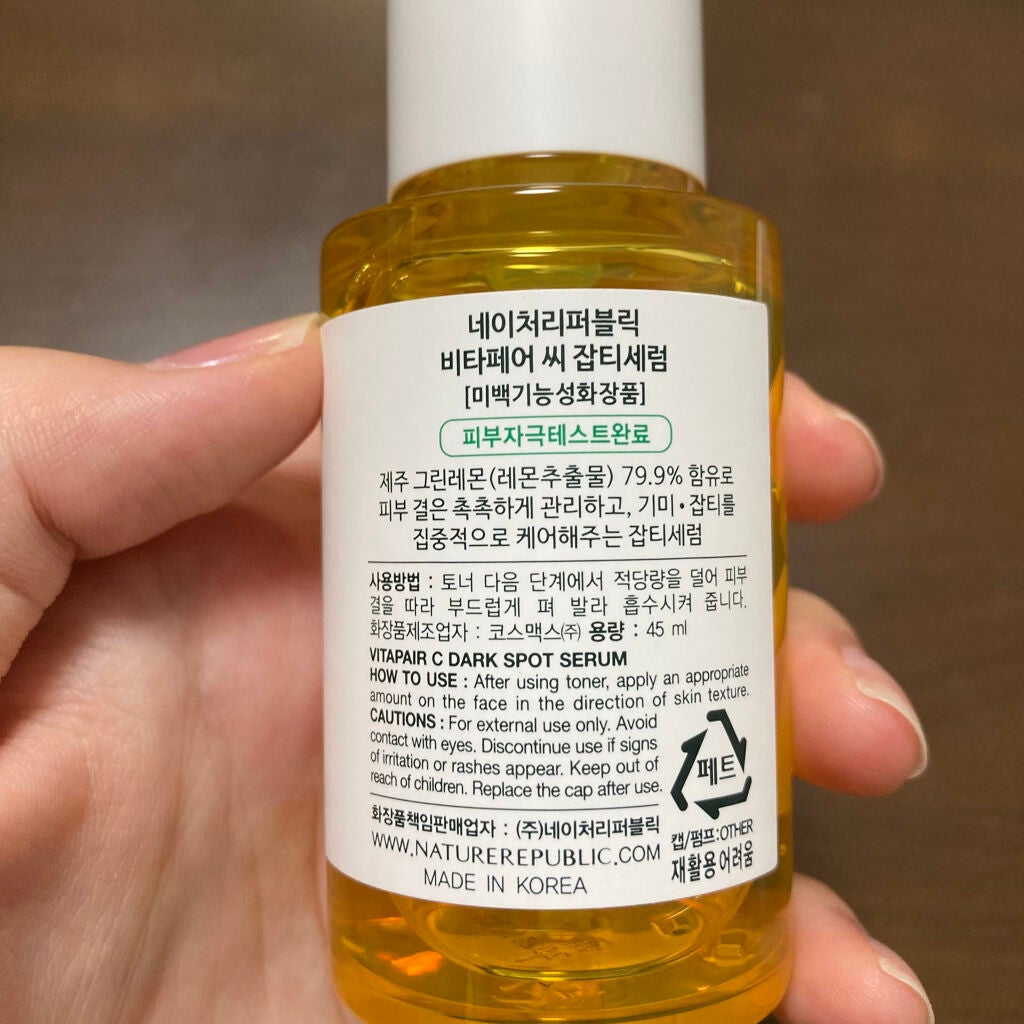 네이처리퍼블릭
비타페어 씨 잡티세럼
[미백기능성화장품]
피부자극테스트완료
제주 그린레몬(레몬추출물) 79.9% 함유로
피부 결은 촉촉하게 관리하고, 기미·잡티를
집중적으로 케어해주는 잡티세럼
사용방법 : 토너 다음 단계에서 적당량을 덜어 피부
결을 따라 부드럽게 펴 발라 흡수시켜 줍니다.
화장품제조업자 : 코스맥스㈜ 용량 : 45 ml
VITAPAIR C DARK SPOT SERUM
HOW TO USE : After using toner, apply an appropriate
amount on the face in the direction of skin texture.
CAUTIONS : For external use only. Avoid
contact with eyes. Discontinue use if signs
of irritation or rashes appear. Keep out of
reach of children. Replace the cap after use.
화장품책임판매업자 : (주)네이처리퍼블릭
WWW.NATUREREPUBLIC.COM
MADE IN KOREA
페트
캡/펌프:OTHER
재활용어려움